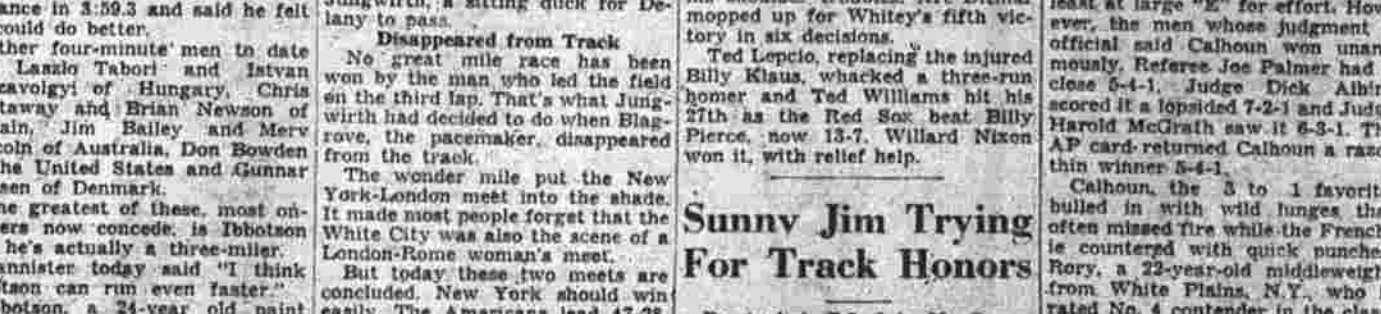 ance in 3:59.3 and said he felt
could do better.
ther four-minute men to date
Laszlo Tabori and Istvan
zavolgyi of Hungary, Chris
taway and Brian Newson of
ain, Jim Bailey and Merv
coln of Australia, Don Bowden
he United States and Gunnar
sen of Denmark.
he greatest of these, most on-
ers now concede, is Ibbotson
he's actually a three-miler.
annister today said "I think
tson can run even faster."
botson, a 24-year old paint
Jungwirth, a sitting duck for De-
lany to pass.
Disappeared from Track
No great mile race has been
won by the man who led the field
on the third lap. That's what Jung-
wirth had decided to do when Blag-
rove, the pacemaker, disappeared
from the track.
The wonder mile put the New
York-London meet into the shade.
It made most people forget that the
White City was also the scene of a
London-Rome woman's meet.
But today these two meets are
concluded. New York should win
easily. The Americans lead 47-28
mopped up for Whitey's fifth vic-
tory in six decisions.
Ted Lepcio, replacing the injured
Billy Klaus, whacked a three-run
homer and Ted Williams hit his
27th as the Red Sox beat Billy
Pierce, now 13-7. Willard Nixon
won it, with relief help.
Sunny Jim Trying
For Track Honors
least at large "E" for effort. How
ever, the men whose judgment
official said Calhoun won unan
mously. Referee Joe Palmer had
close 5-4-1. Judge Dick Albin
scored it a lopsided 7-2-1 and Judg
Harold McGrath saw it 6-3-1. Th
AP card returned Calhoun a razo
thin winner 5-4-1.
Calhoun, the 3 to 1 favorit
bulled in with wild lunges tha
often missed fire while the French
ie countered with quick punche
Rory, a 22-year-old middleweigh
from White Plains, N.Y., who
rated No. 4 contender in the clas